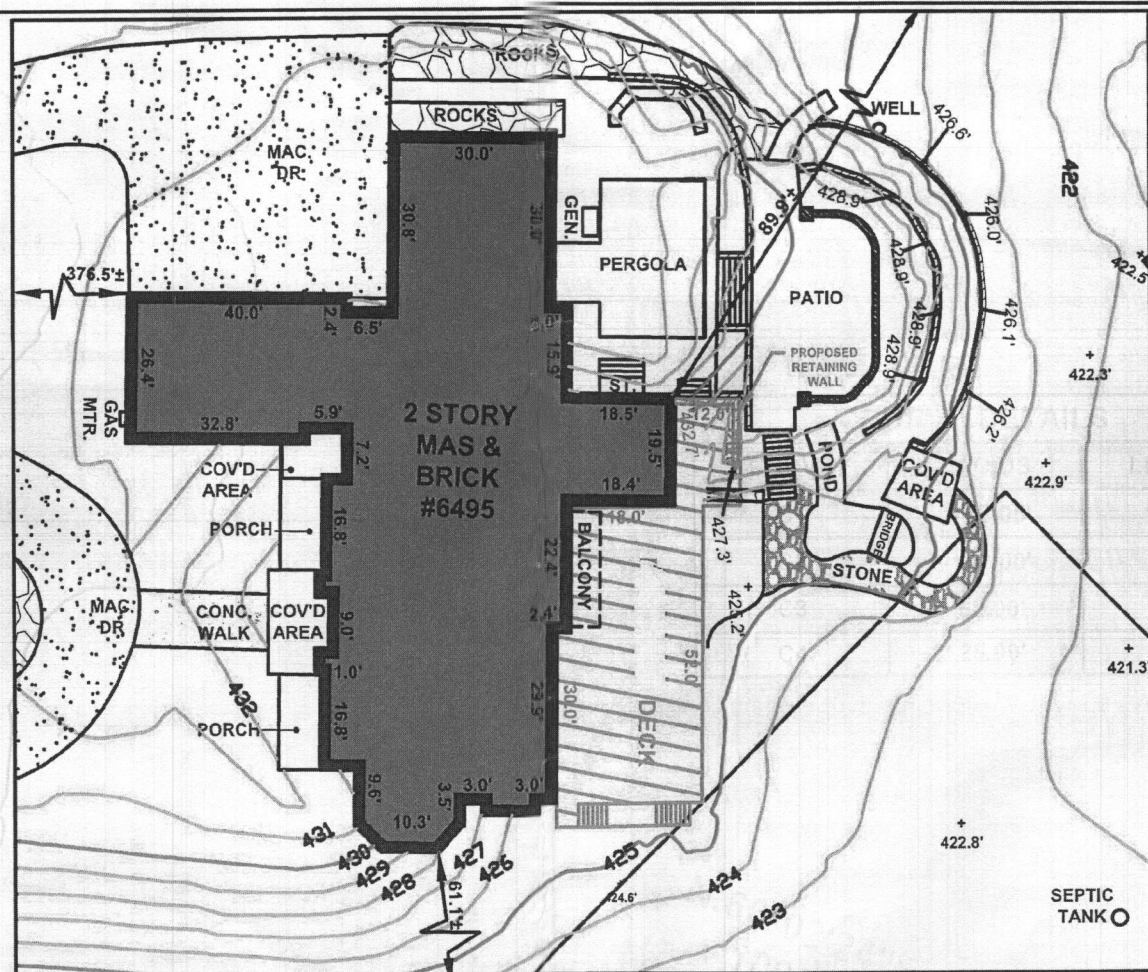 ROCKS
ROCKS
WELL
426.6'
MAC.
DR.
30.0'
422
428.9'
89.9'±
30.8'
GEN.
426.0'
PERGOLA
428.9'
422.5'
376.5'±
PATIO
40.0'
2.4'
6.5'
428.9'
426.1'
15.9'
PROPOSED
RETAINING
WALL
428.9'
422.3'
26.4'
ST.
GAS
MTR.
18.5'
426.2'
32.8'
5.9'
2 STORY
MAS &
BRICK
#6495
19.5'
7.2'
POND
COV'D
AREA
COV'D
AREA
422.9'
18.4'
18.0'
PORCH
16.8'
427.3'
BRIDGE
22.4'
BALCONY
STONE
425.2'
MAC.
DR.
CONC.
WALK
COV'D
AREA
9.0'
2.4'
1.0'
421.3
432
30.0'
DECK
PORCH
16.8'
29.9'
9.6'
3.5'
3.0'
3.0'
10.3'
431
430
429
428
427
426
425
424
423
422.8'
61.1'±
424.6'
SEPTIC
TANK